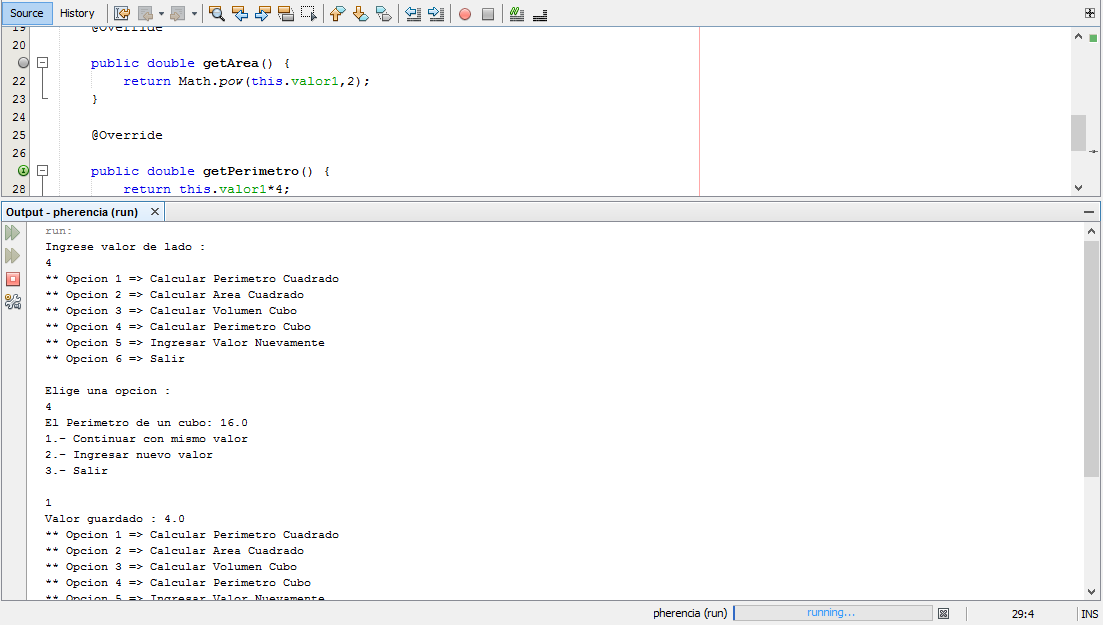 Source History
19 @Override
20
public double getArea() {
22 return Math.pow(this.valor1,2);
23 }
24
25 @Override
26
public double getPerimetro() {
28 return this.valor1*4;
Output - pherencia (run)
run:
Ingrese valor de lado :
4
** Opcion 1 => Calcular Perimetro Cuadrado
** Opcion 2 => Calcular Area Cuadrado
** Opcion 3 => Calcular Volumen Cubo
** Opcion 4 => Calcular Perimetro Cubo
** Opcion 5 => Ingresar Valor Nuevamente
** Opcion 6 => Salir
Elige una opcion :
4
El Perimetro de un cubo: 16.0
1.- Continuar con mismo valor
2.- Ingresar nuevo valor
3.- Salir
1
Valor guardado : 4.0
** Opcion 1 => Calcular Perimetro Cuadrado
** Opcion 2 => Calcular Area Cuadrado
** Opcion 3 => Calcular Volumen Cubo
** Opcion 4 => Calcular Perimetro Cubo
** Opcion 5 => Ingresar Valor Nuevamente
pherencia (run) running... 29:4 INS